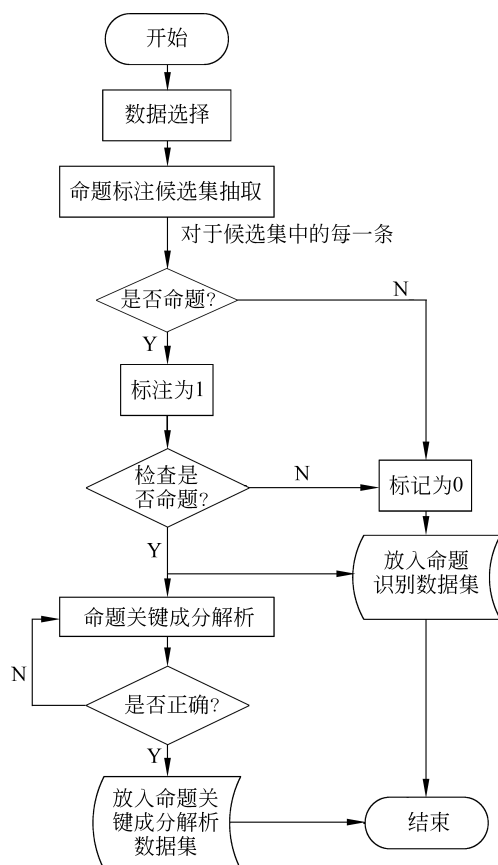 开始
数据选择
命题标注候选集抽取
对于候选集中的每一条
是否命题?
N
Y
标注为1
检查是
否命题?
N
标记为0
Y
放入命题
识别数据集
命题关键成分解析
N
是否正确?
Y
放入命题关
键成分解析
数据集
结束